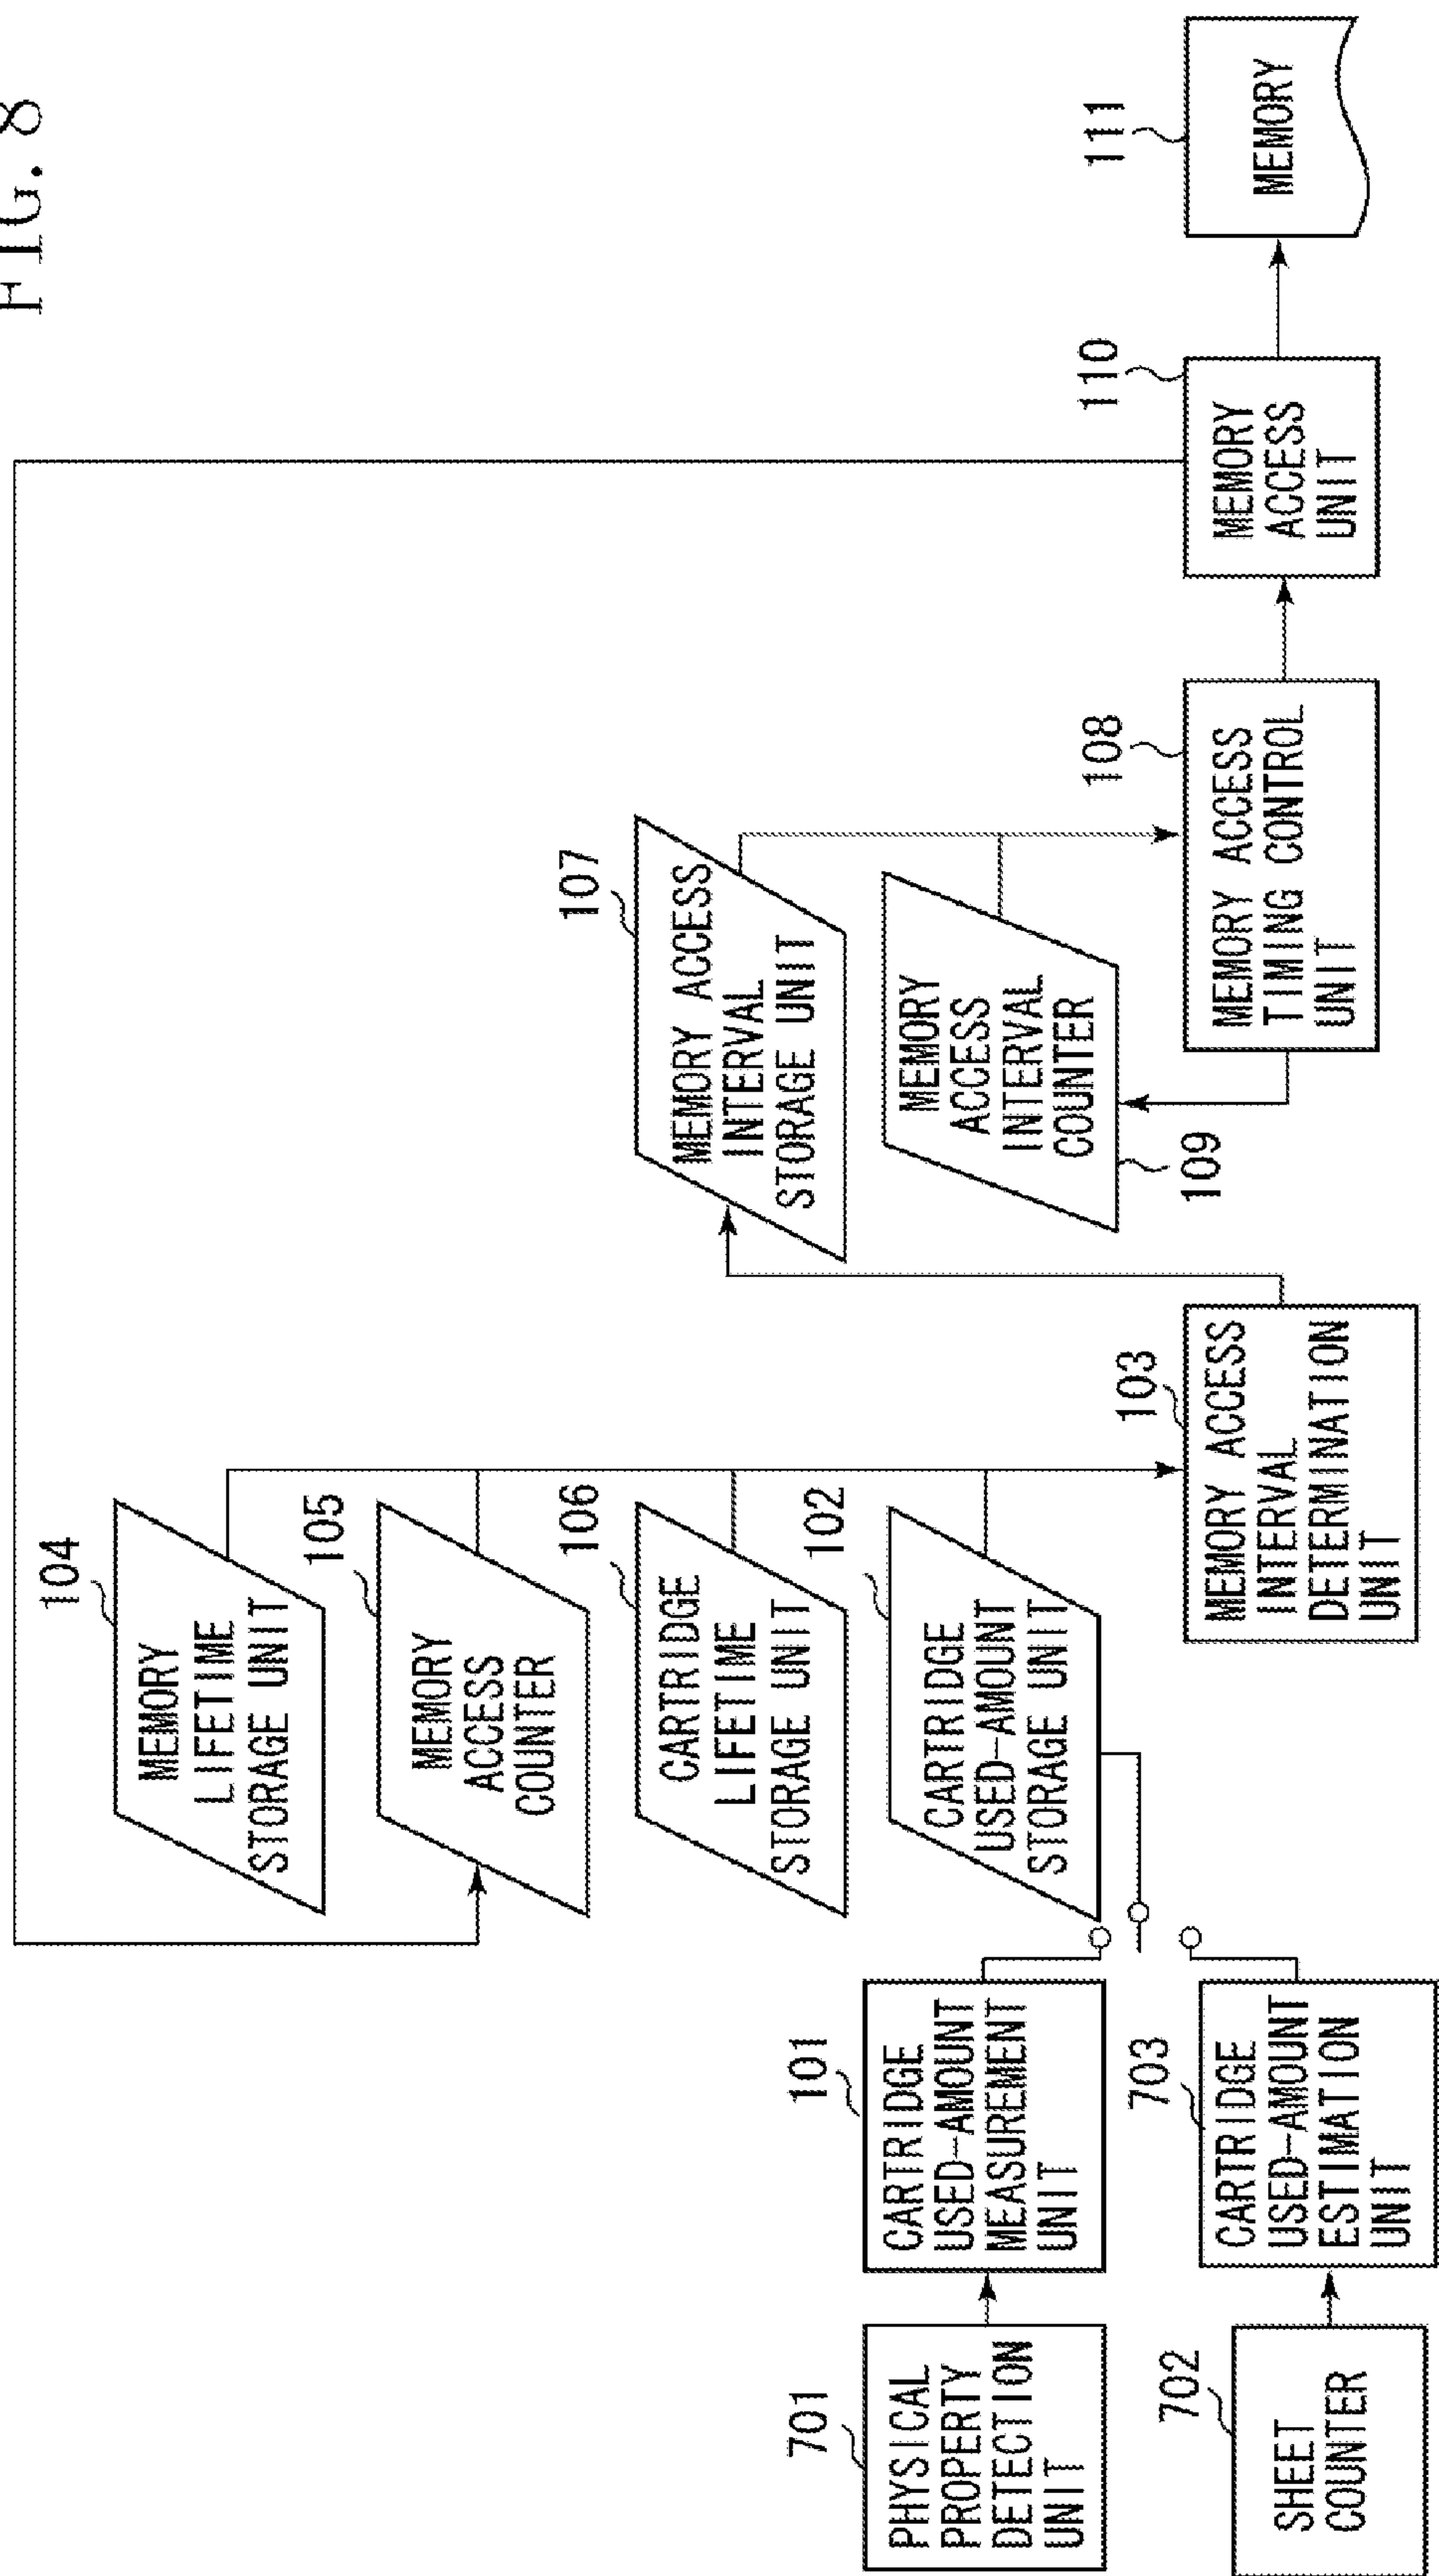 FIG. 8
104
MEMORY
LIFETIME
STORAGE UNIT
105
MEMORY
ACCESS
COUNTER
106
CARTRIDGE
LIFETIME
STORAGE UNIT
102
CARTRIDGE
USED-AMOUNT
STORAGE UNIT
701
PHYSICAL
PROPERTY
DETECTION
UNIT
101
CARTRIDGE
USED-AMOUNT
MEASUREMENT
UNIT
702
SHEET
COUNTER
703
CARTRIDGE
USED-AMOUNT
ESTIMATION
UNIT
103
MEMORY ACCESS
INTERVAL
DETERMINATION
UNIT
107
MEMORY ACCESS
INTERVAL
STORAGE UNIT
MEMORY
ACCESS
INTERVAL
COUNTER
109
108
MEMORY ACCESS
TIMING CONTROL
UNIT
110
MEMORY
ACCESS
UNIT
111
MEMORY